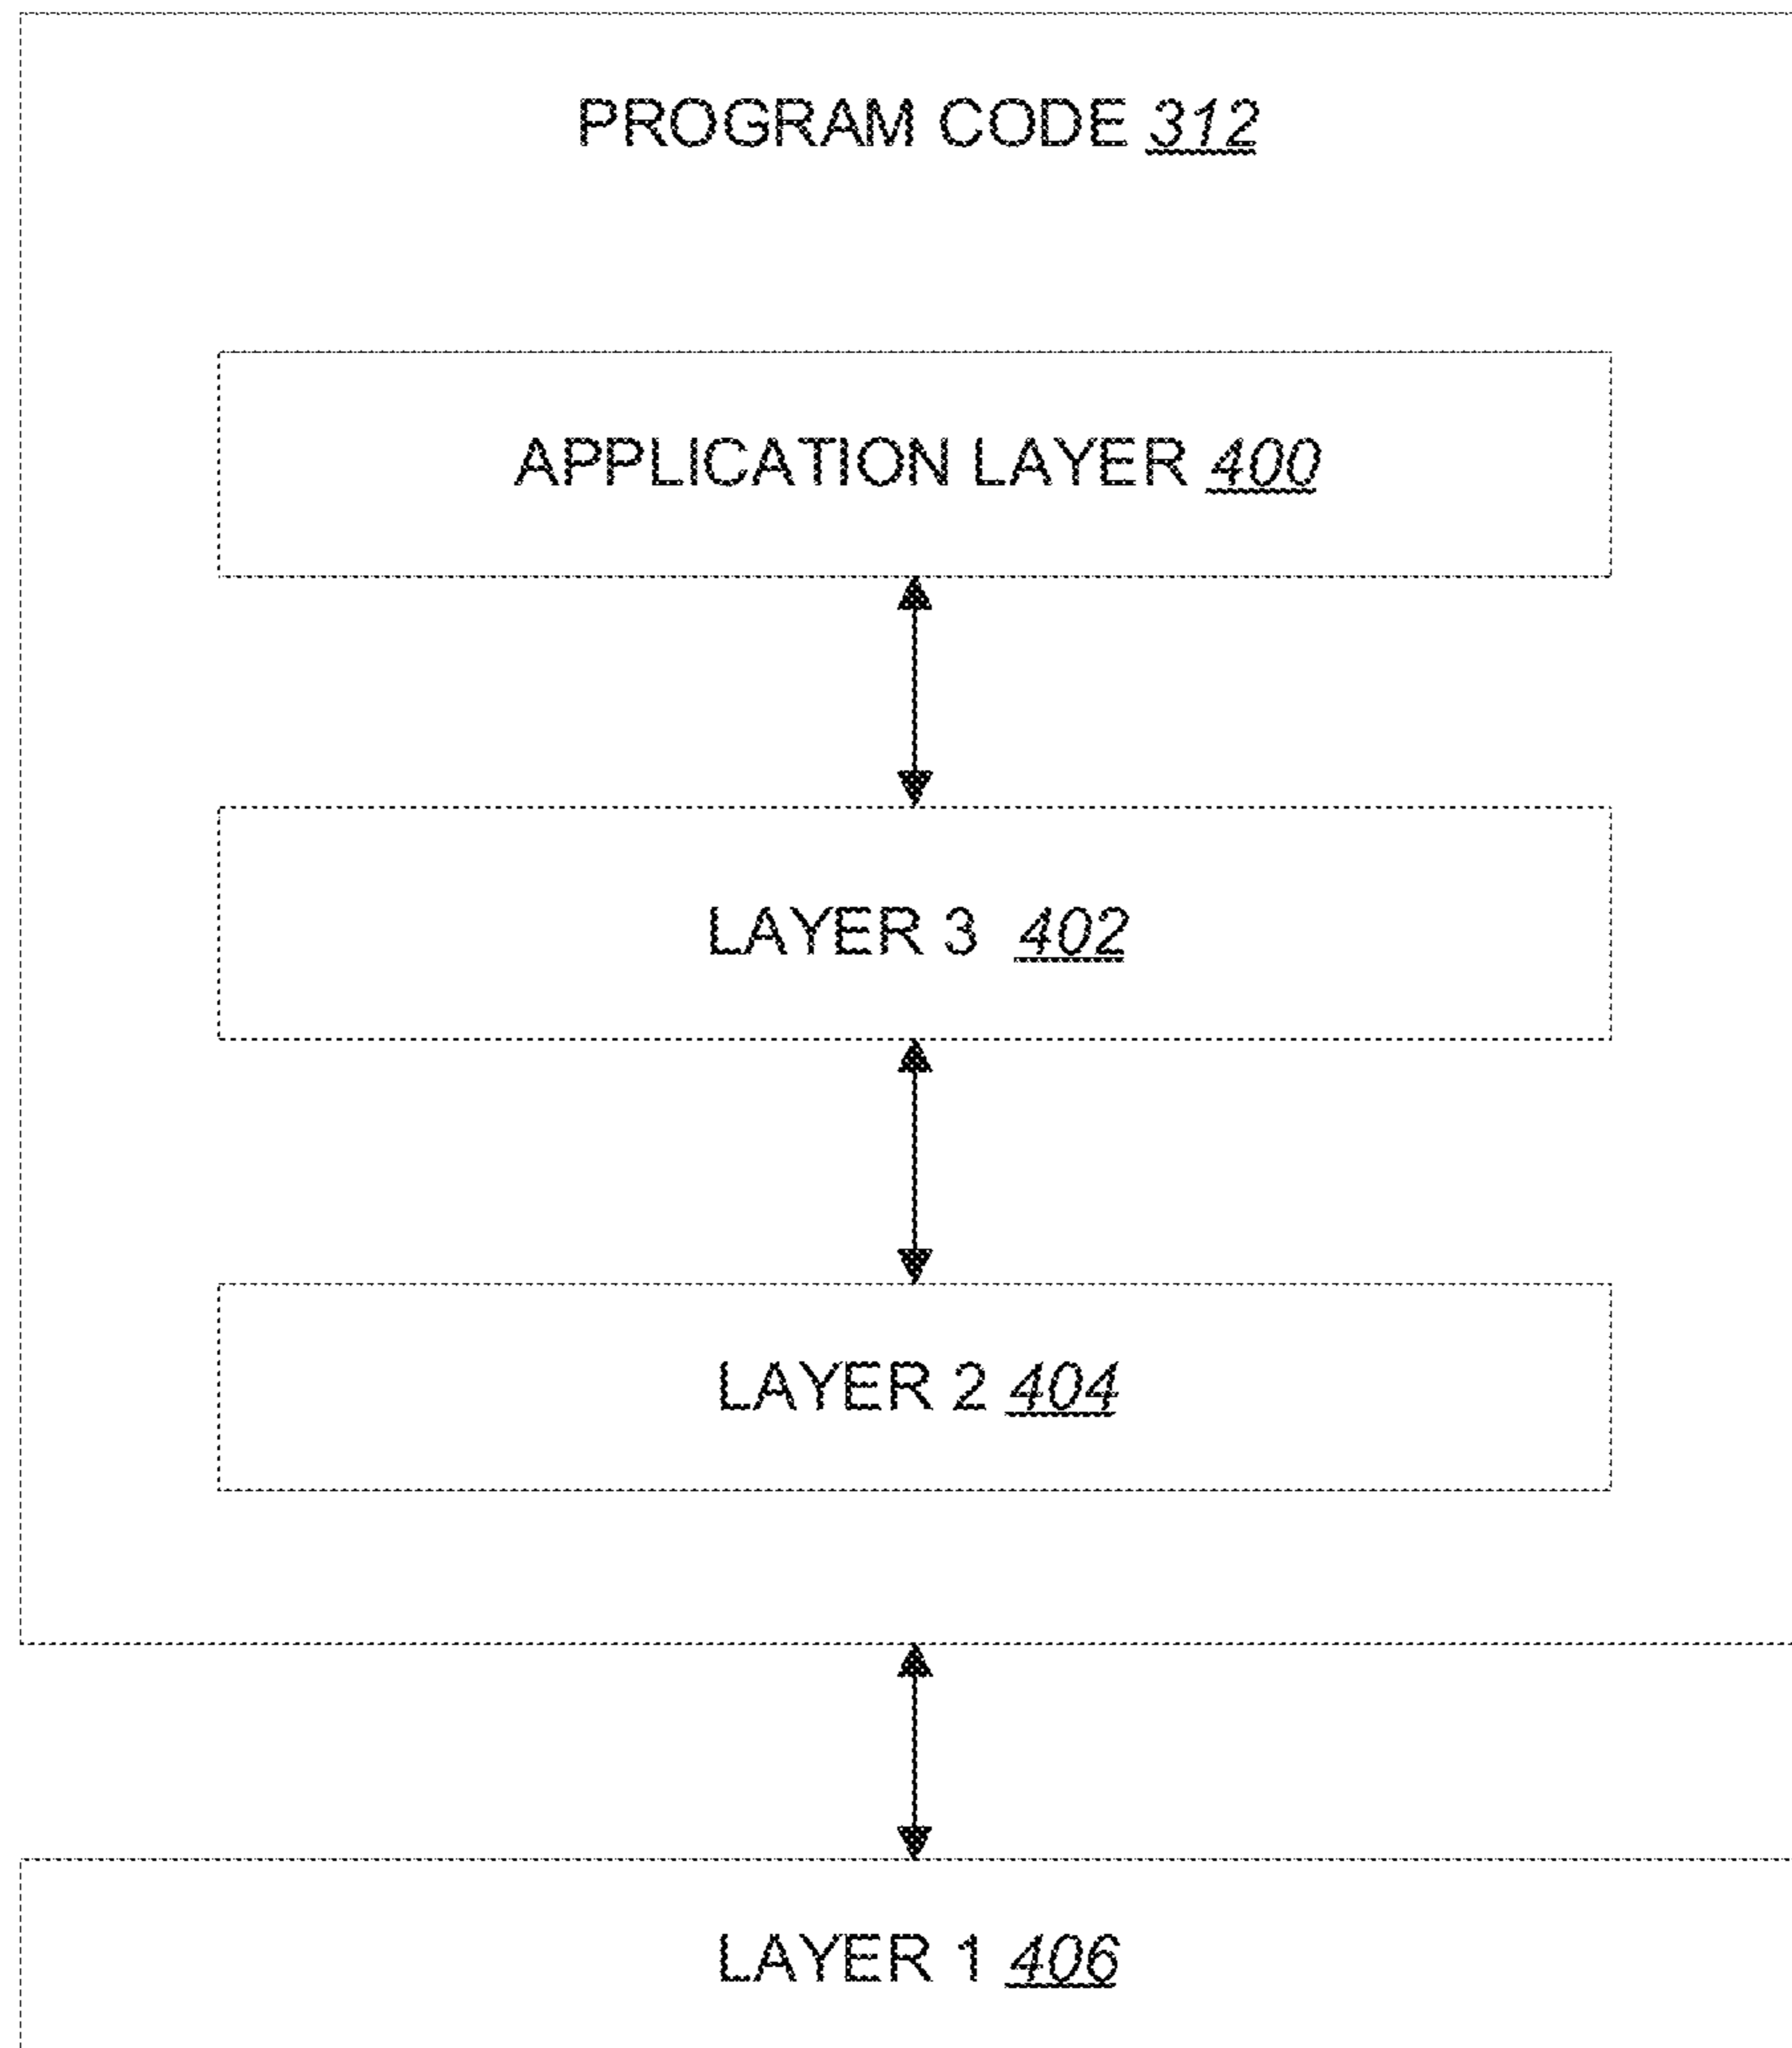 PROGRAM CODE 312
APPLICATION LAYER 400
LAYER 3 402
LAYER 2 404
LAYER 1 406